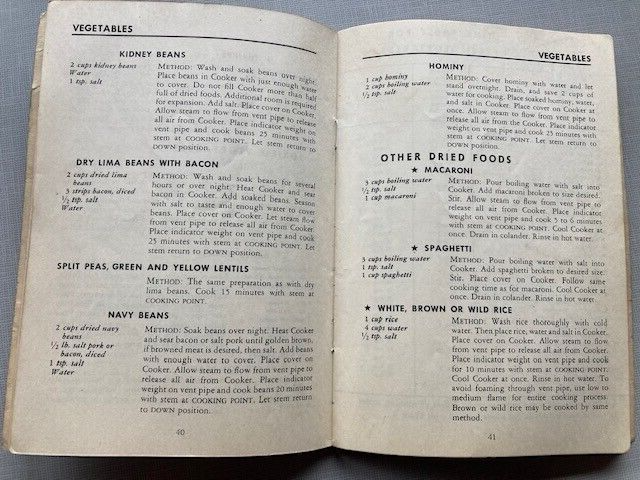 VEGETABLES
KIDNEY BEANS
2 cups kidney beans
Water
1 tsp. salt
METHOD: Wash and soak beans over night.
Place beans in Cooker with just enough water
to cover. Do not fill Cooker more than half
full of dried foods. Additional room is required
for expansion. Add salt. Place cover on Cooker.
Allow steam to flow from vent pipe to release
all air from Cooker. Place indicator weight on
vent pipe and cook beans 25 minutes with
stem at COOKING POINT. Let stem return to
DOWN position.
DRY LIMA BEANS WITH BACON
2 cups dried lima
beans
3 strips bacon, diced
½ tsp. salt
Water.
METHOD: Wash and soak beans for several
hours or over night. Heat Cooker and sear
bacon in Cooker. Add soaked beans. Season
with salt to taste and enough water to cover
beans. Place cover on Cooker. Let steam flow
from vent pipe to release all air from Cooker.
Place indicator weight on vent pipe and cook
25 minutes with stem at COOKING POINT. Let
stem return to DOWN position.
SPLIT PEAS, GREEN AND YELLOW LENTILS
METHOD: The same preparation as with dry
lima beans. Cook 15 minutes with stem at
COOKING POINT.
NAVY BEANS
2 cups dried navy
beans
½ lb. salt pork or
bacon, diced
1 tsp. salt
Water
METHOD: Soak beans over night. Heat Cooker
and sear bacon or salt pork until golden brown,
if browned meat is desired, then salt. Add beans
with enough water to cover. Place cover on
Cooker. Allow steam to flow from vent pipe to
release all air from Cooker. Place indicator
weight on vent pipe and cook beans 20 minutes
with stem at COOKING POINT. Let stem return
to DOWN position.
40
VEGETABLES
HOMINY
1 cup hominy
2 cups boiling water
½ tsp. salt
METHOD: Cover hominy with water and let
stand overnight. Drain, and save 2 cups of
water for cooking. Place soaked hominy, water,
and salt in Cooker. Place cover on Cooker at
once. Allow steam to flow from vent pipe to
release all air from the Cooker. Place indicator
weight on vent pipe and cook 25 minutes with
stem at COOKING POINT. Let stem return to
DOWN position.
OTHER DRIED FOODS
★ MACARONI
3 cups boiling water
½ tsp. salt
1 cup macaroni
METHOD: Pour boiling water with salt into
Cooker. Add macaroni broken to size desired.
Stir. Allow steam to flow from vent pipe to
release all air from Cooker. Place indicator
weight on vent pipe and cook 5 to 6 minutes
with stem at COOKING POINT. Cool Cooker at
once. Drain in colander. Rinse in hot water.
★ SPAGHETTI
3 cups boiling water
1 tsp. salt
1 cup spaghetti
METHOD: Pour boiling water with salt into
Cooker. Add spaghetti broken to desired size.
Stir. Place cover on Cooker. Follow same
cooking time as for macaroni. Cool Cooker at
once. Drain in colander. Rinse in hot water
★ WHITE, BROWN OR WILD RICE
1 cup rice
4 cups water
½ tsp. salt
METHOD: Wash rice thoroughly with cold
water. Then place rice, water and salt in Cooker.
Place cover on Cooker. Allow steam to flow
from vent pipe to release all air from Cooker.
Place indicator weight on vent pipe and cook
for 10 minutes with stem at COOKING POINT.
Cool Cooker at once. Rinse in hot water. To
avoid foaming through vent pipe, use low to
medium flame for entire cooking process.
Brown or wild rice may be cooked by same
method.
41